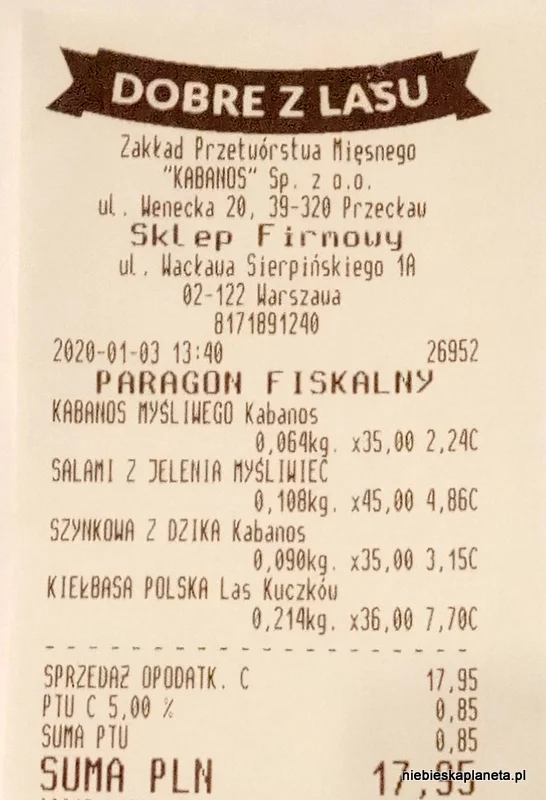 DOBRE Z LASU
Zakład Przetwórstwa Mięsnego
"KABANOS" Sp. z o.o.
ul. Wenecka 20, 39-320 Przecław
Sklep Firmowy
ul. Wacława Sierpińskiego 1A
02-122 Warszawa
8171891240
2020-01-03 13:40 26952
PARAGON FISKALNY
KABANOS MYŚLIWEGO Kabanos
0,064kg. x35,00 2,24C
SALAMI Z JELENIA MYŚLIWIEC
0,108kg. x45,00 4,86C
SZYNKOWA Z DZIKA Kabanos
0,090kg. x35,00 3,15C
KIEŁBASA POLSKA Las Kuczków
0,214kg. x36,00 7,70C
SPRZEDAŻ OPODATK. C 17,95
PTU C 5,00 % 0,85
SUMA PTU 0,85
SUMA PLN 17,95
niebieskaplaneta.pl